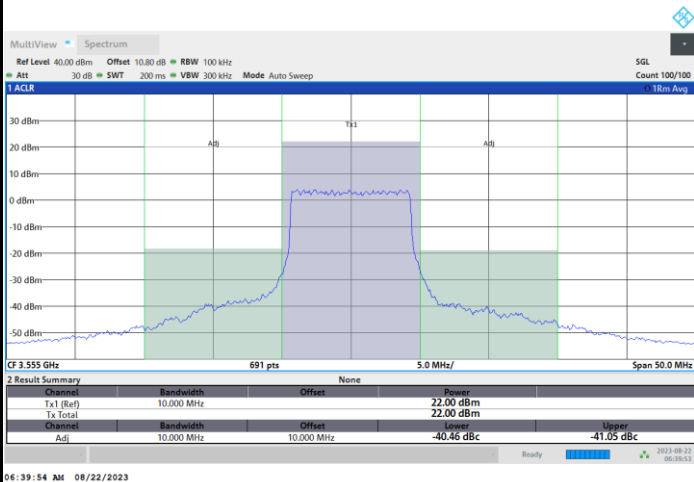 MultiView Spectrum
Ref Level 40.00 dBm Offset 10.80 dB RBW 100 kHz SGL
Att 30 dB SWT 200 ms VBW 300 kHz Mode Auto Sweep Count 100/100
1 ACLR 1Rm Avg
30 dBm
Tx1
20 dBm Adj Adj
10 dBm
0 dBm
-10 dBm
-20 dBm
-30 dBm
-40 dBm
-50 dBm
CF 3.555 GHz 691 pts 5.0 MHz/ Span 50.0 MHz
2 Result Summary None
Channel Bandwidth Offset Power
Tx1 (Ref) 10.000 MHz 22.00 dBm
Tx Total 22.00 dBm
Channel Bandwidth Offset Lower Upper
Adj 10.000 MHz 10.000 MHz -40.46 dBc -41.05 dBc
Ready 2023-08-22
06:39:53
06:39:54 AM 08/22/2023